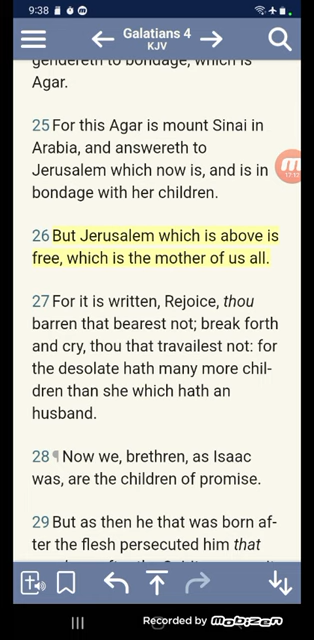 9:38
Galatians 4
KJV
gendereth to bondage, which is
Agar.
25 For this Agar is mount Sinai in
Arabia, and answereth to
Jerusalem which now is, and is in
bondage with her children.
26 But Jerusalem which is above is
free, which is the mother of us all.
27 For it is written, Rejoice, thou
barren that bearest not; break forth
and cry, thou that travailest not: for
the desolate hath many more chil-
dren than she which hath an
husband.
28 ¶ Now we, brethren, as Isaac
was, are the children of promise.
29 But as then he that was born af-
ter the flesh persecuted him that
Recorded by Mobizen